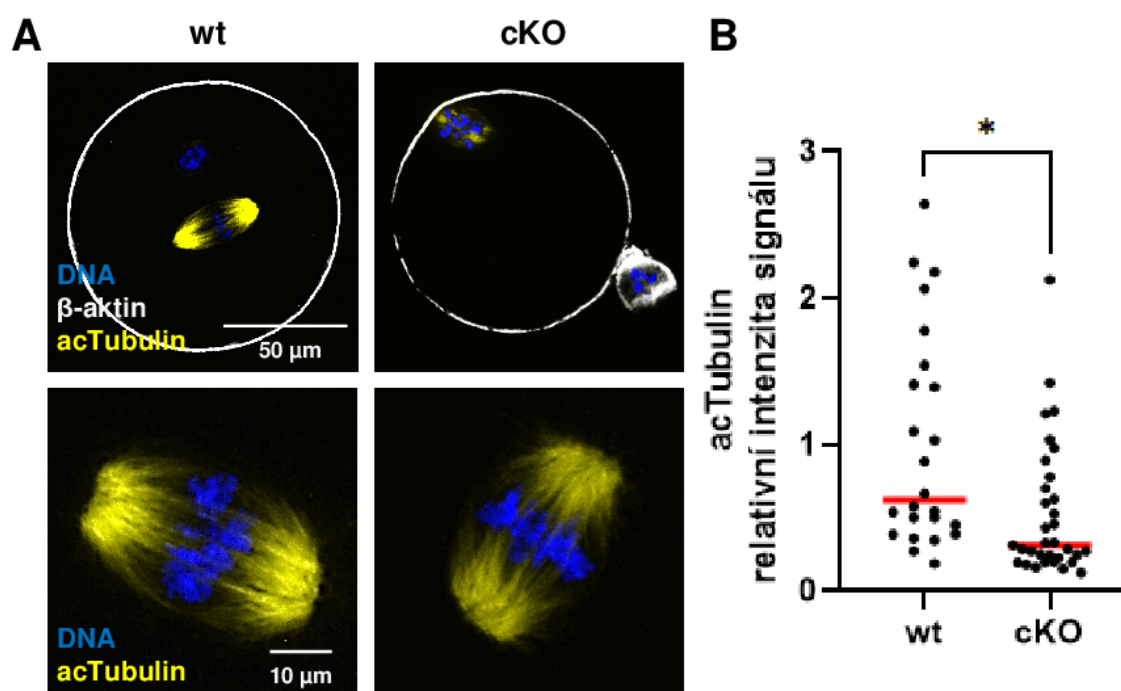 A
wt
cKO
DNA
β-aktin
acTubulin
50 µm
DNA
acTubulin
10 µm
B
acTubulin
relativní intenzita signálu
*
3
2
1
0
wt
cKO